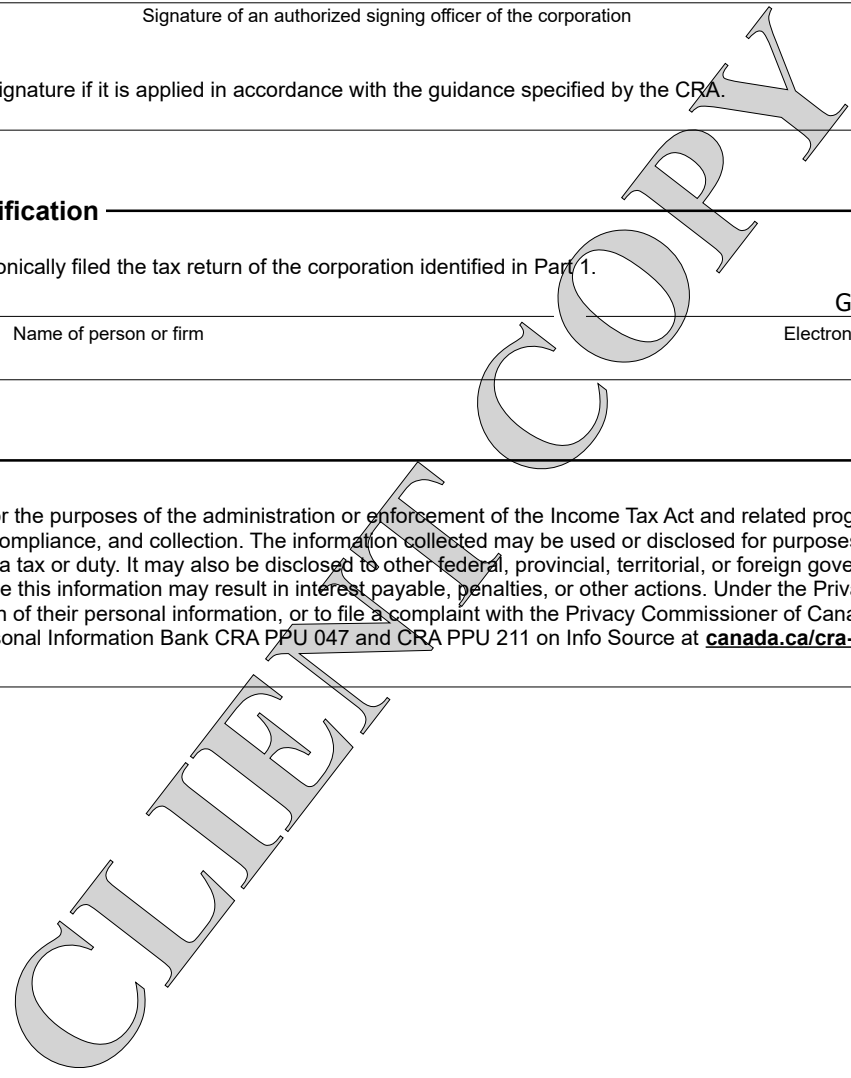 Signature of an authorized signing officer of the corporation
ignature if it is applied in accordance with the guidance specified by the CRA.
ification
onically filed the tax return of the corporation identified in Part 1.
G
Name of person or firm Electron
r the purposes of the administration or enforcement of the Income Tax Act and related prog
ompliance, and collection. The information collected may be used or disclosed for purposes
a tax or duty. It may also be disclosed to other federal, provincial, territorial, or foreign gove
e this information may result in interest payable, penalties, or other actions. Under the Priva
n of their personal information, or to file a complaint with the Privacy Commissioner of Cana
sonal Information Bank CRA PPU 047 and CRA PPU 211 on Info Source at canada.ca/cra-
CLIENT COPY